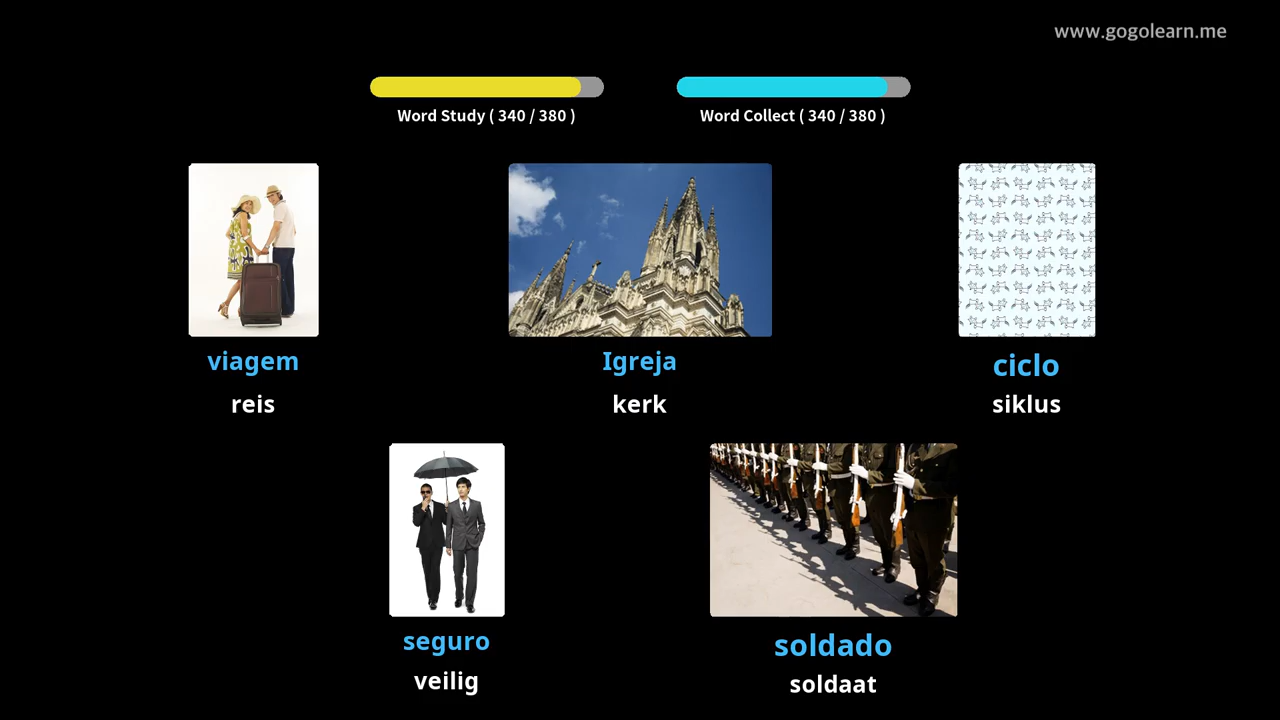 www.gogolearn.me
Word Study ( 340 / 380 )
Word Collect ( 340 / 380 )
viagem
reis
Igreja
kerk
ciclo
siklus
seguro
veilig
soldado
soldaat